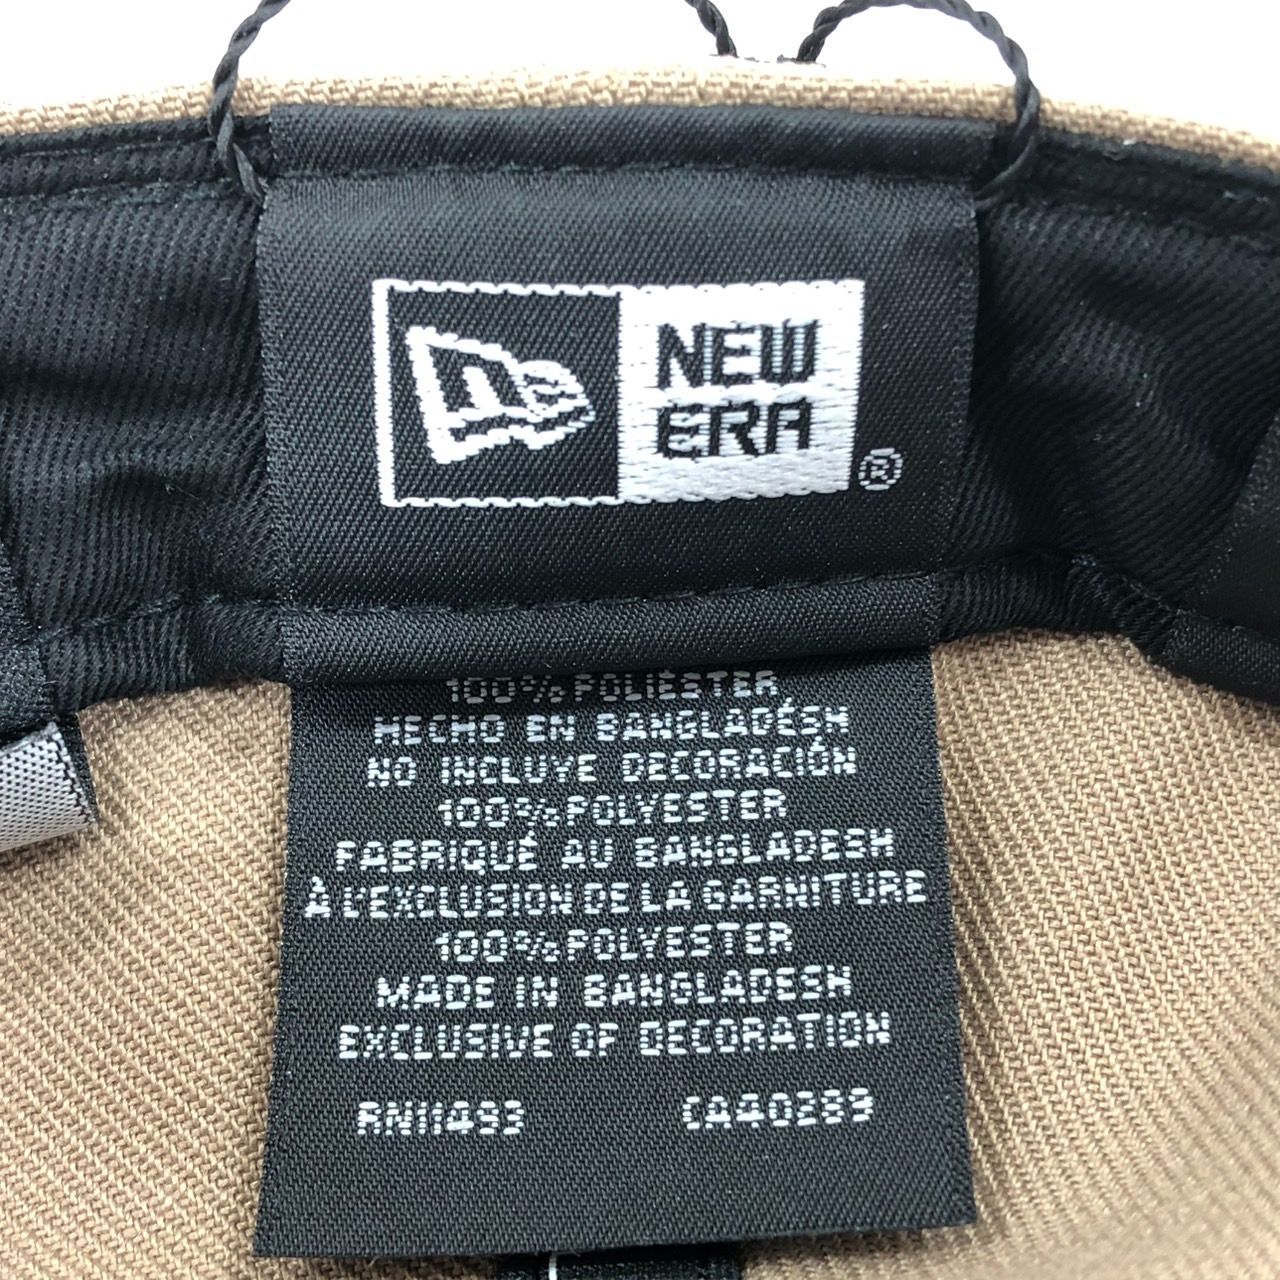 NEW
ERA
®
100% POLIÉSTER
HECHO EN BANGLADÉSH
NO INCLUYE DECORACIÓN
100% POLYESTER
FABRIQUÉ AU BANGLADESH
À L'EXCLUSION DE LA GARNITURE
100% POLYESTER
MADE IN BANGLADESH
EXCLUSIVE OF DECORATION
RN11493 CA40289